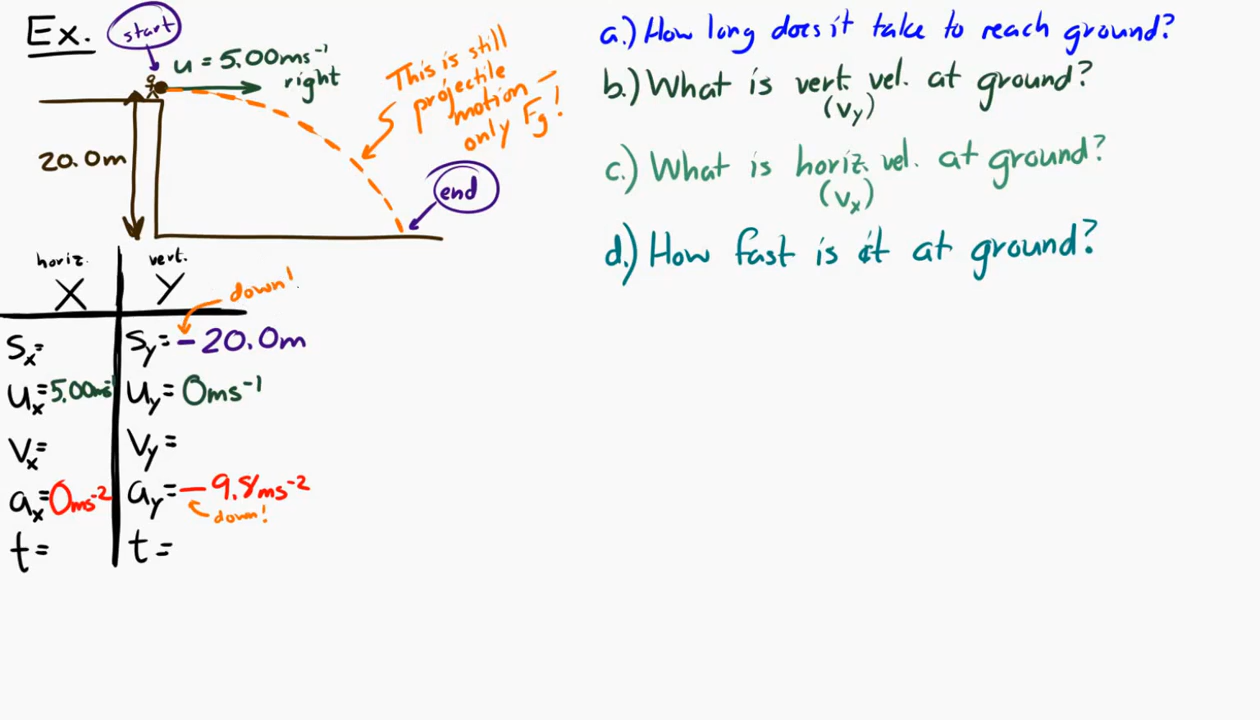 Ex.
start
u = 5.00ms⁻¹
right
This is still
projectile
motion –
only Fg!
20.0m
end
horiz. vert.
X Y
down!
Sx= Sy= -20.0m
ux= 5.00ms⁻¹ uy= 0ms⁻¹
Vx= Vy=
ax= 0ms⁻² ay= -9.8ms⁻²
down!
t= t=
a.) How long does it take to reach ground?
b.) What is vert. vel. at ground?
(vy)
c.) What is horiz. vel. at ground?
(vx)
d.) How fast is it at ground?